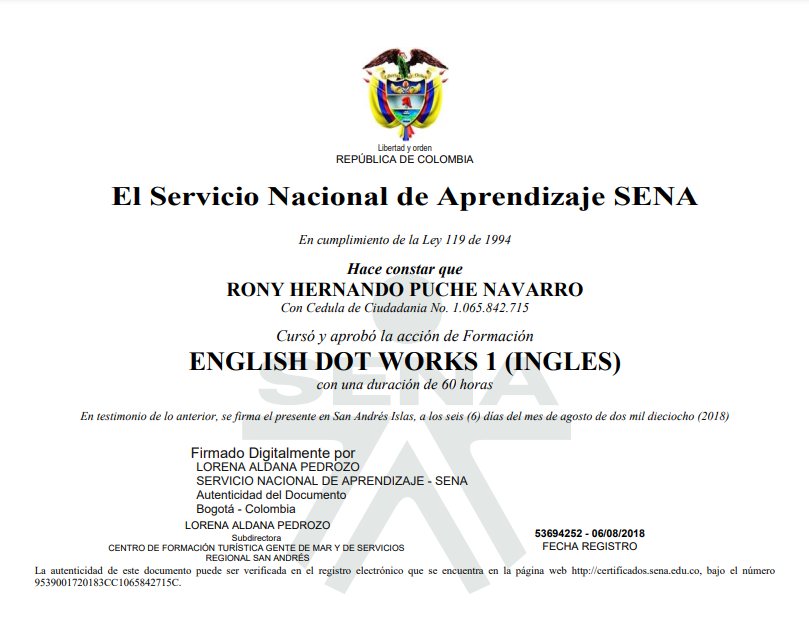 Libertad y orden
REPÚBLICA DE COLOMBIA
El Servicio Nacional de Aprendizaje SENA
En cumplimiento de la Ley 119 de 1994
Hace constar que
RONY HERNANDO PUCHE NAVARRO
Con Cedula de Ciudadania No. 1.065.842.715
Cursó y aprobó la acción de Formación
SENA
ENGLISH DOT WORKS 1 (INGLES)
con una duración de 60 horas
En testimonio de lo anterior, se firma el presente en San Andrés Islas, a los seis (6) días del mes de agosto de dos mil dieciocho (2018)
Firmado Digitalmente por
LORENA ALDANA PEDROZO
SERVICIO NACIONAL DE APRENDIZAJE - SENA
Autenticidad del Documento
Bogotá - Colombia
LORENA ALDANA PEDROZO
Subdirectora
CENTRO DE FORMACIÓN TURÍSTICA GENTE DE MAR Y DE SERVICIOS
REGIONAL SAN ANDRÉS
53694252 - 06/08/2018
FECHA REGISTRO
La autenticidad de este documento puede ser verificada en el registro electrónico que se encuentra en la página web http://certificados.sena.edu.co, bajo el número
9539001720183CC1065842715C.